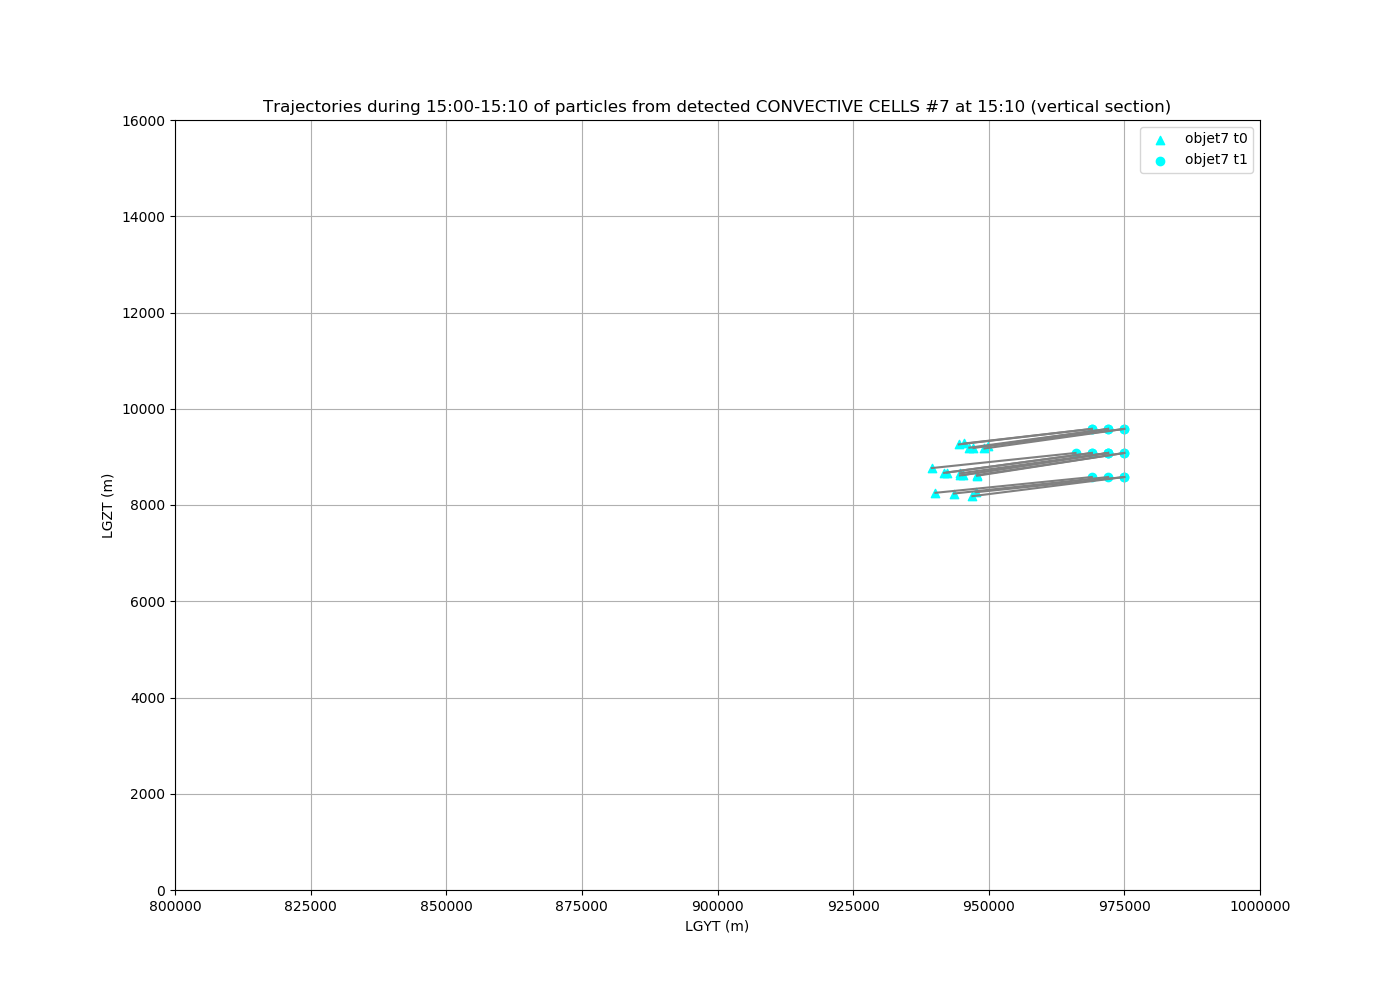 Trajectories during 15:00-15:10 of particles from detected CONVECTIVE CELLS #7 at 15:10 (vertical section)
objet7 t0
objet7 t1
16000
14000
12000
10000
8000
6000
4000
2000
0
LGZT (m)
800000 825000 850000 875000 900000 925000 950000 975000 1000000
LGYT (m)